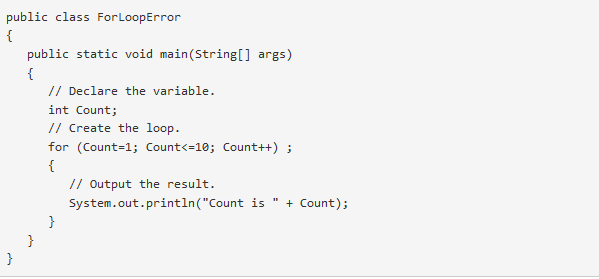 public class ForLoopError
{
   public static void main(String[] args)
   {
      // Declare the variable.
      int Count;
      // Create the loop.
      for (Count=1; Count<=10; Count++) ;
      {
         // Output the result.
         System.out.println("Count is " + Count);
      }
   }
}